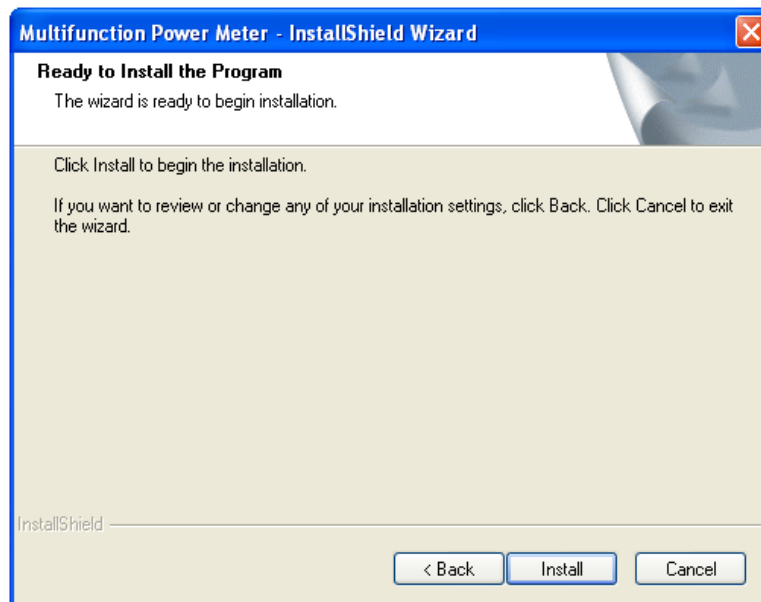 Multifunction Power Meter - InstallShield Wizard
Ready to Install the Program
The wizard is ready to begin installation.
Click Install to begin the installation.
If you want to review or change any of your installation settings, click Back. Click Cancel to exit
the wizard.
InstallShield
< Back Install Cancel